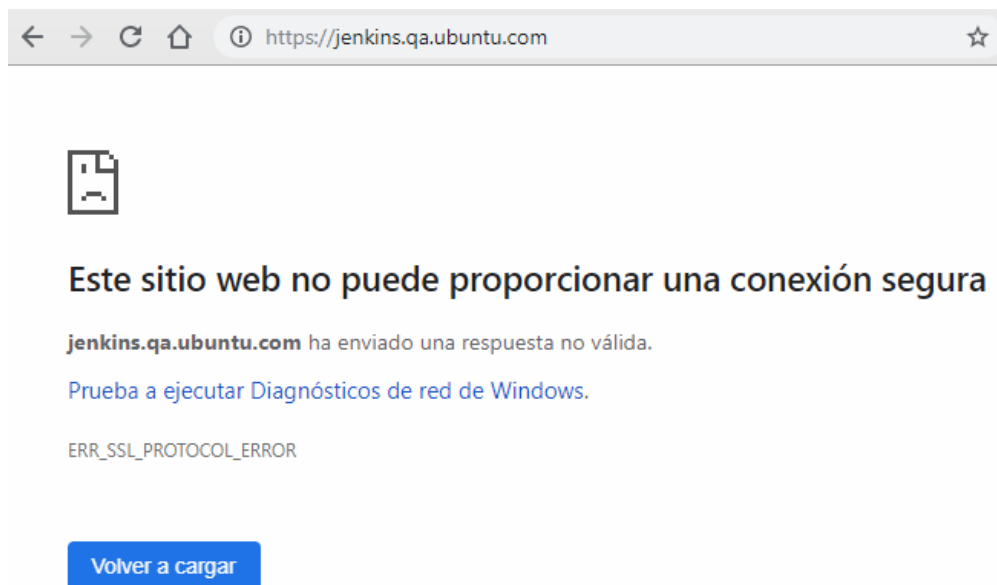 https://jenkins.qa.ubuntu.com
Este sitio web no puede proporcionar una conexión segura
jenkins.qa.ubuntu.com ha enviado una respuesta no válida.
Prueba a ejecutar Diagnósticos de red de Windows.
ERR_SSL_PROTOCOL_ERROR
Volver a cargar